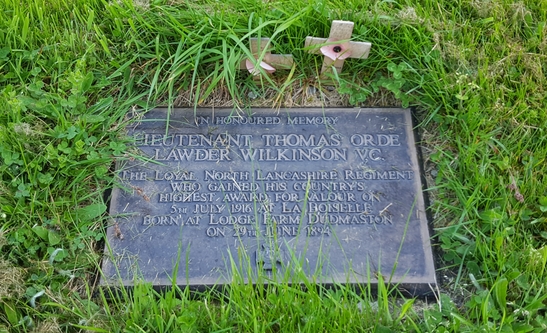 IN HONOURED MEMORY
LIEUTENANT THOMAS ORDE
LAWDER WILKINSON V.C.
THE LOYAL NORTH LANCASHIRE REGIMENT
WHO GAINED HIS COUNTRY'S
HIGHEST AWARD FOR VALOUR ON
5TH JULY 1916 AT LA BOISELLE
BORN AT LODGE FARM DUDMASTON
ON 29TH JUNE 1894